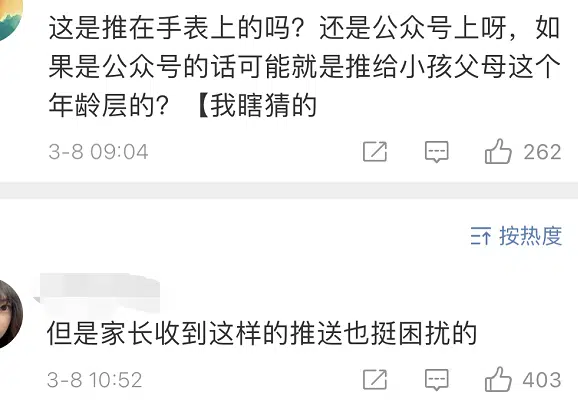 这是推在手表上的吗？还是公众号上呀，如
果是公众号的话可能就是推给小孩父母这个
年龄层的？【我瞎猜的
3-8 09:04
262
按热度
但是家长收到这样的推送也挺困扰的
3-8 10:52
403